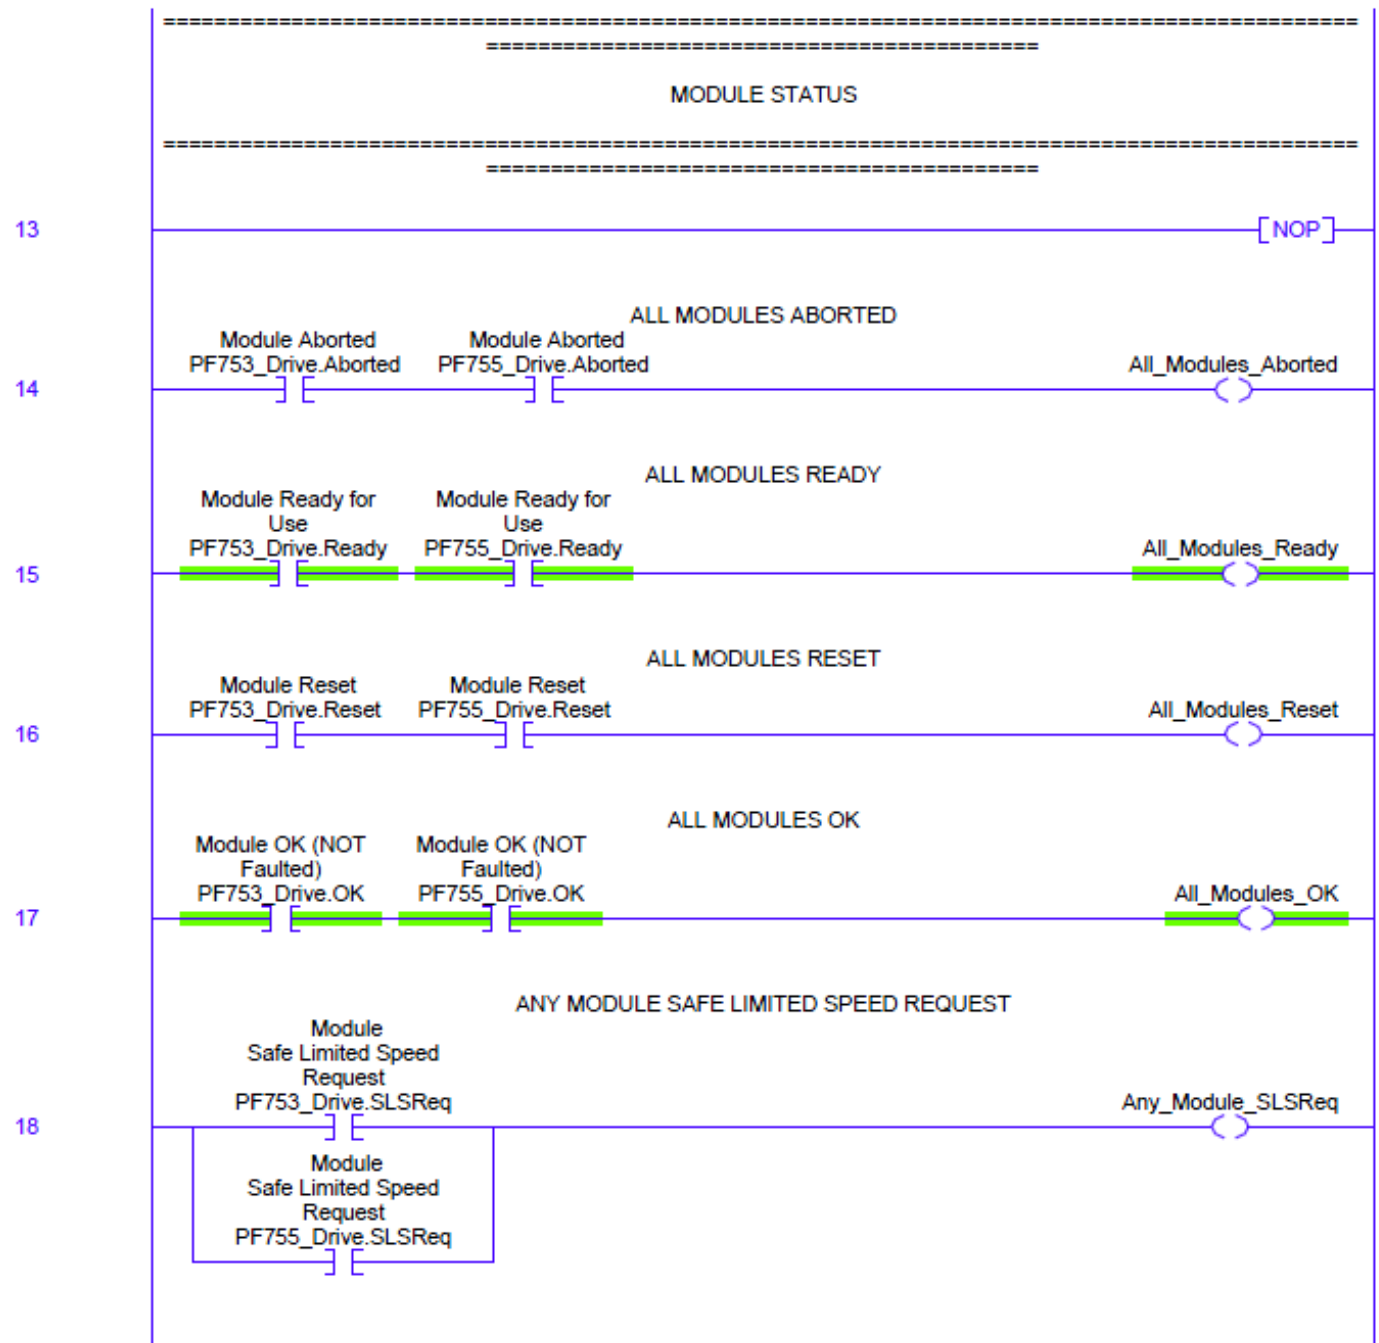 ==============================================================================================
===========================================
MODULE STATUS
==============================================================================================
===========================================
13
NOP
ALL MODULES ABORTED
Module Aborted
PF753_Drive.Aborted
Module Aborted
PF755_Drive.Aborted
All_Modules_Aborted
14
ALL MODULES READY
Module Ready for
Use
PF753_Drive.Ready
Module Ready for
Use
PF755_Drive.Ready
All_Modules_Ready
15
ALL MODULES RESET
Module Reset
PF753_Drive.Reset
Module Reset
PF755_Drive.Reset
All_Modules_Reset
16
ALL MODULES OK
Module OK (NOT
Faulted)
PF753_Drive.OK
Module OK (NOT
Faulted)
PF755_Drive.OK
All_Modules_OK
17
ANY MODULE SAFE LIMITED SPEED REQUEST
Module
Safe Limited Speed
Request
PF753_Drive.SLSReq
Any_Module_SLSReq
18
Module
Safe Limited Speed
Request
PF755_Drive.SLSReq